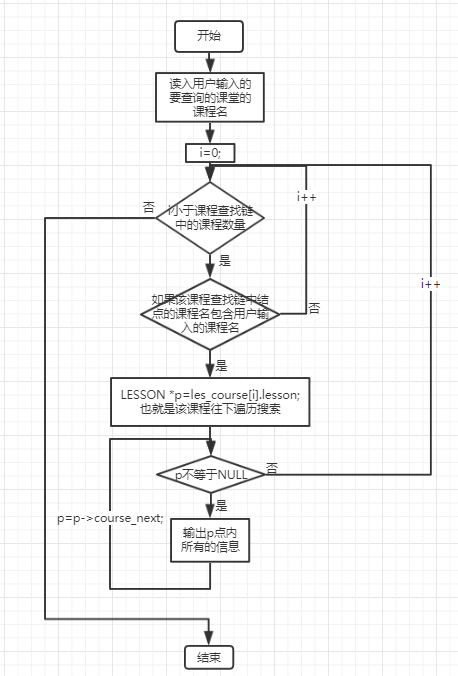 开始
读入用户输入的
要查询的课堂的
课程名
i=0;
i++
否
i小于课程查找链
中的课程数量
是
i++
如果该课程查找链中结
点的课程名包含用户输
入的课程名
否
是
LESSON *p=les_course[i].lesson;
也就是该课程往下遍历搜索
p不等于NULL
否
是
p=p->course_next;
输出p点内
所有的信息
结束